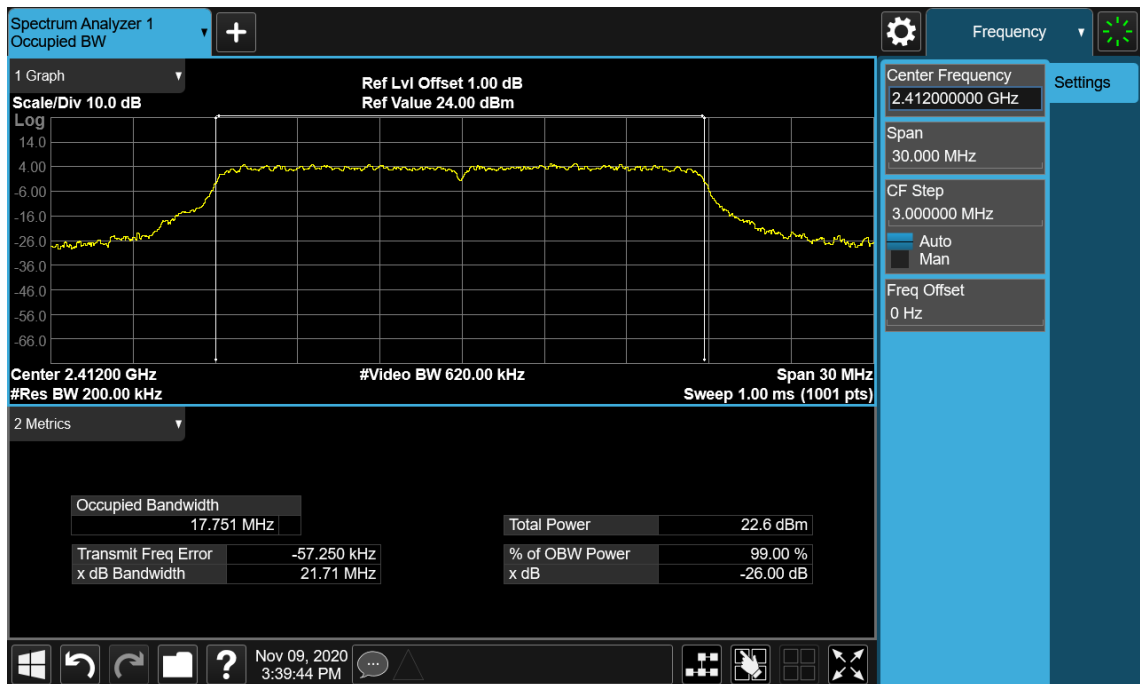 Spectrum Analyzer 1
Occupied BW
+
Frequency
1 Graph
Ref Lvl Offset 1.00 dB
Scale/Div 10.0 dB
Ref Value 24.00 dBm
Log
14.0
4.00
-6.00
-16.0
-26.0
-36.0
-46.0
-56.0
-66.0
Center 2.41200 GHz
#Video BW 620.00 kHz
Span 30 MHz
#Res BW 200.00 kHz
Sweep 1.00 ms (1001 pts)
2 Metrics
Occupied Bandwidth
17.751 MHz
Total Power 22.6 dBm
Transmit Freq Error -57.250 kHz
% of OBW Power 99.00 %
x dB Bandwidth 21.71 MHz
x dB -26.00 dB
Center Frequency
2.412000000 GHz
Settings
Span
30.000 MHz
CF Step
3.000000 MHz
Auto
Man
Freq Offset
0 Hz
?
Nov 09, 2020
3:39:44 PM